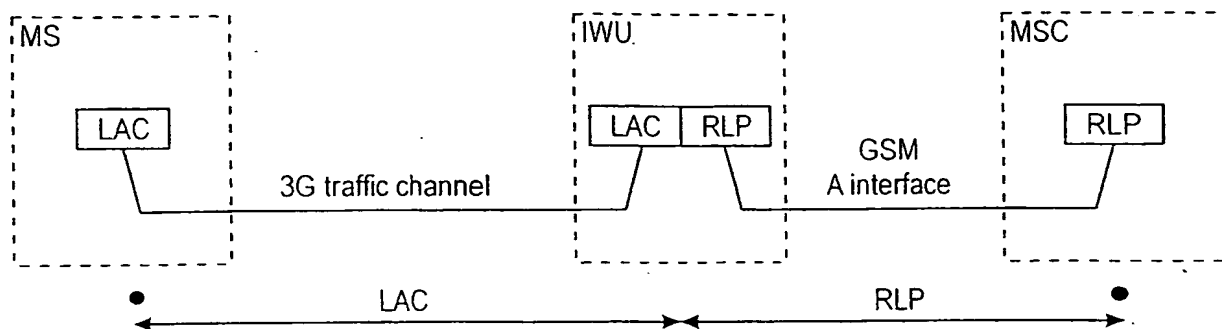 MS
IWU
MSC
LAC
LAC
RLP
RLP
3G traffic channel
GSM
A interface
LAC
RLP